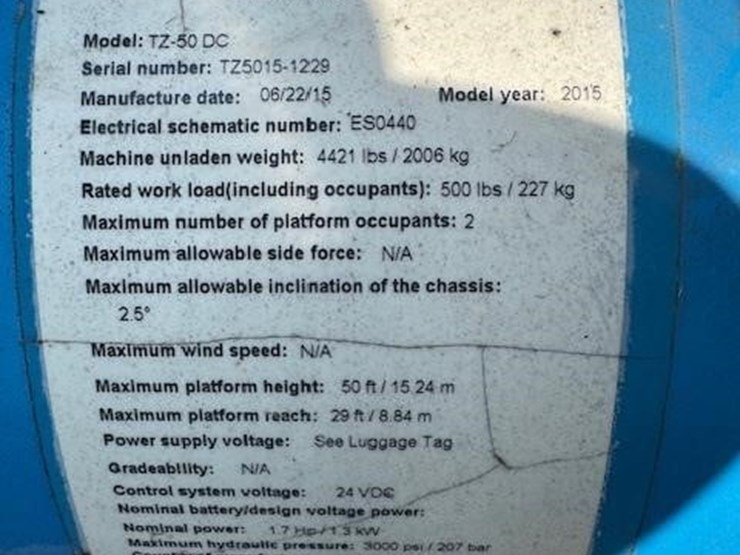 Model: TZ-50 DC
Serial number: TZ5015-1229
Manufacture date: 06/22/15 Model year: 2015
Electrical schematic number: ES0440
Machine unladen weight: 4421 lbs / 2006 kg
Rated work load(including occupants): 500 lbs / 227 kg
Maximum number of platform occupants: 2
Maximum allowable side force: N/A
Maximum allowable inclination of the chassis:
2.5°
Maximum wind speed: N/A
Maximum platform height: 50 ft / 15.24 m
Maximum platform reach: 29 ft / 8.84 m
Power supply voltage: See Luggage Tag
Gradeability: N/A
Control system voltage: 24 VDC
Nominal battery/design voltage power:
Nominal power: 1.7 Hp / 1.3 kW
Maximum hydraulic pressure: 3000 psi / 207 bar